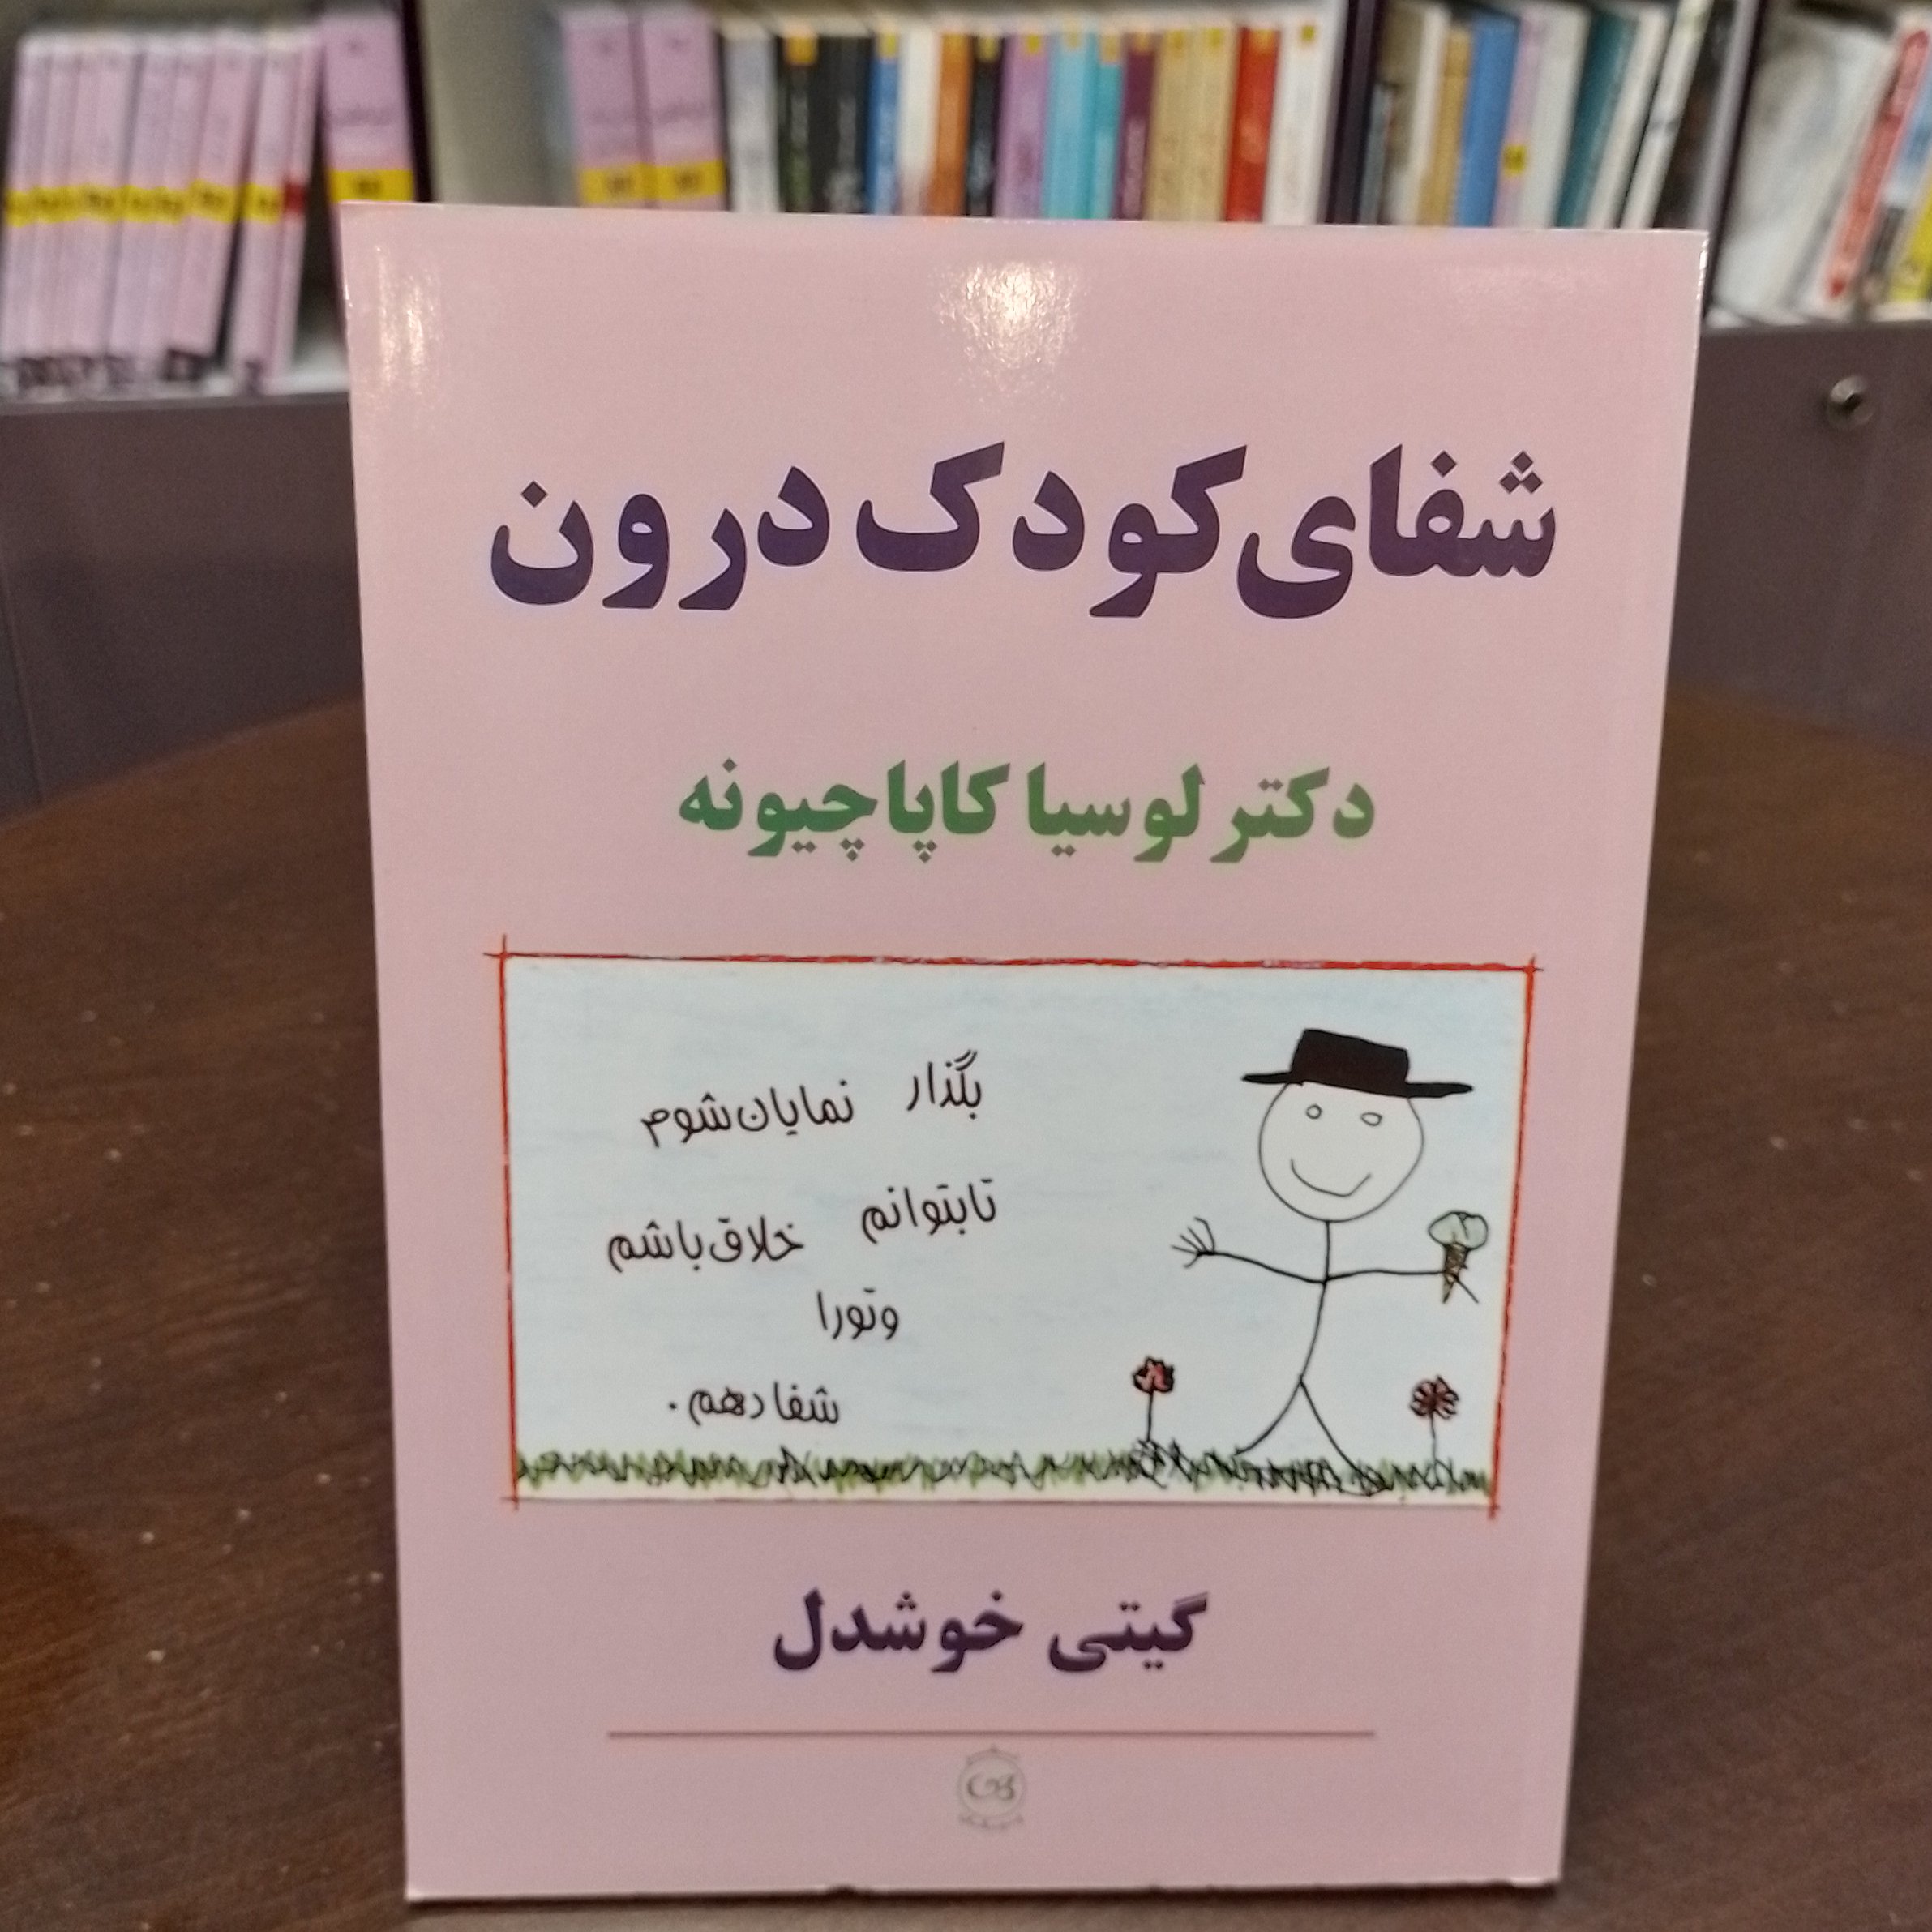 شفای کودک درون
دکتر لوسیا کاپاچیونه
بگذار نمایان شوم
تا بتوانم خلاق باشم
و تو را
شفا دهم .
گیتی خوشدل